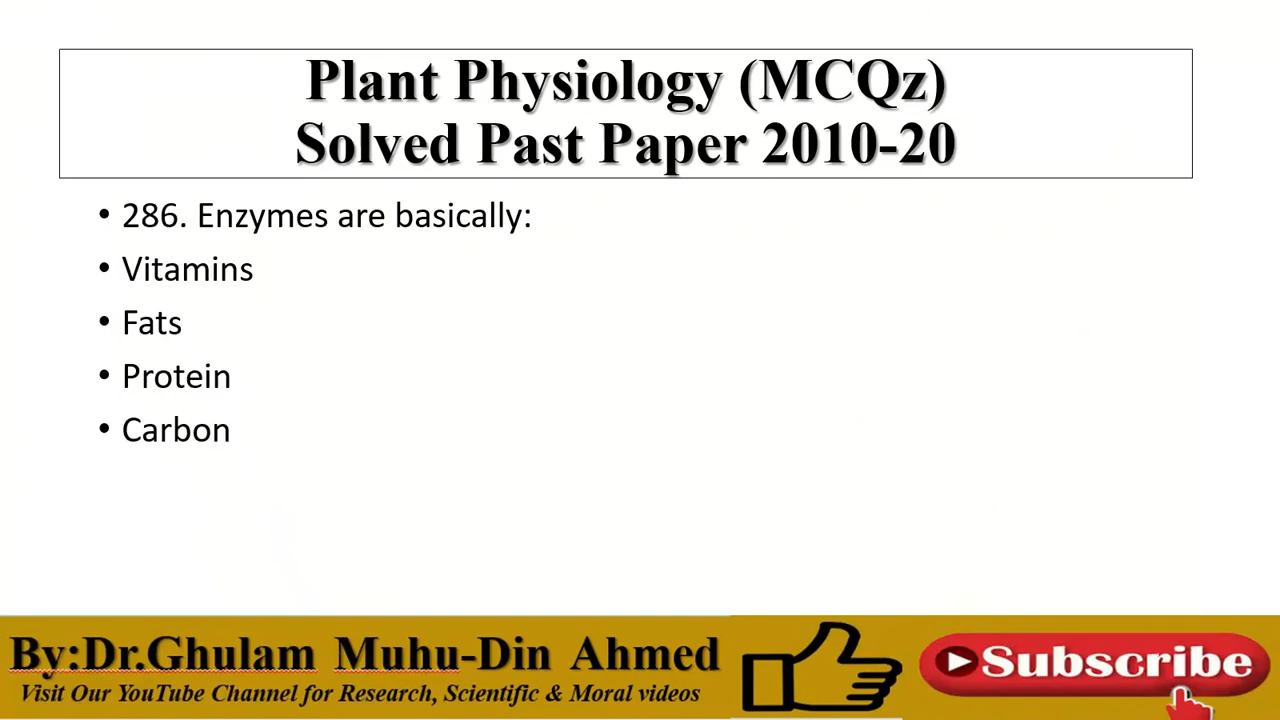 Plant Physiology (MCQz)
Solved Past Paper 2010-20
• 286. Enzymes are basically:
• Vitamins
• Fats
• Protein
• Carbon
By:Dr.Ghulam Muhu-Din Ahmed
Visit Our YouTube Channel for Research, Scientific & Moral videos
Subscribe